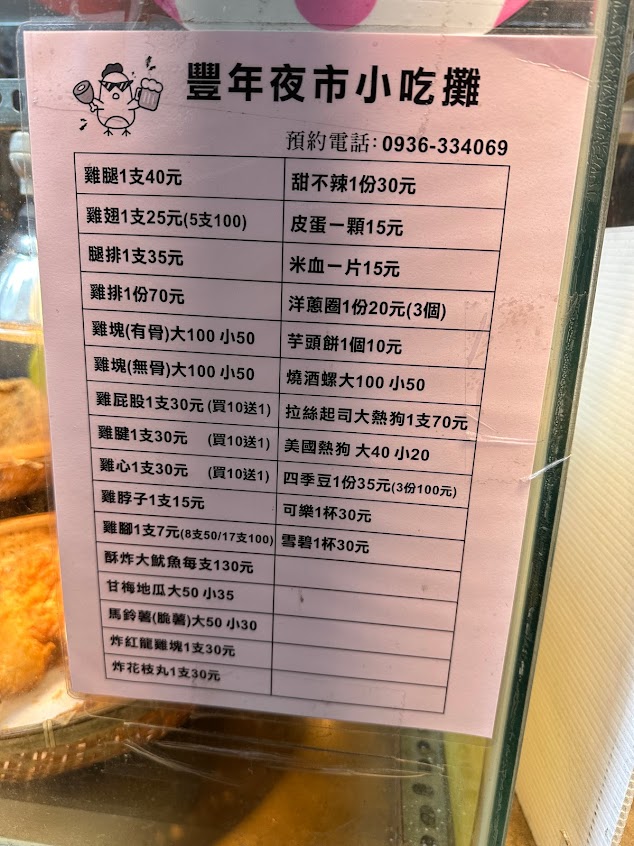 豐年夜市小吃攤
預約電話: 0936-334069
雞腿1支40元
雞翅1支25元(5支100)
腿排1支35元
雞排1份70元
雞塊(有骨)大100 小50
雞塊(無骨)大100 小50
雞屁股1支30元 (買10送1)
雞腱1支30元 (買10送1)
雞心1支30元 (買10送1)
雞脖子1支15元
雞腳1支7元(8支50/17支100)
酥炸大魷魚每支130元
甘梅地瓜大50 小35
馬鈴薯(脆薯)大50 小30
炸紅龍雞塊1支30元
炸花枝丸1支30元
甜不辣1份30元
皮蛋一顆15元
米血一片15元
洋蔥圈1份20元(3個)
芋頭餅1個10元
燒酒螺大100 小50
拉絲起司大熱狗1支70元
美國熱狗 大40 小20
四季豆1份35元(3份100元)
可樂1杯30元
雪碧1杯30元